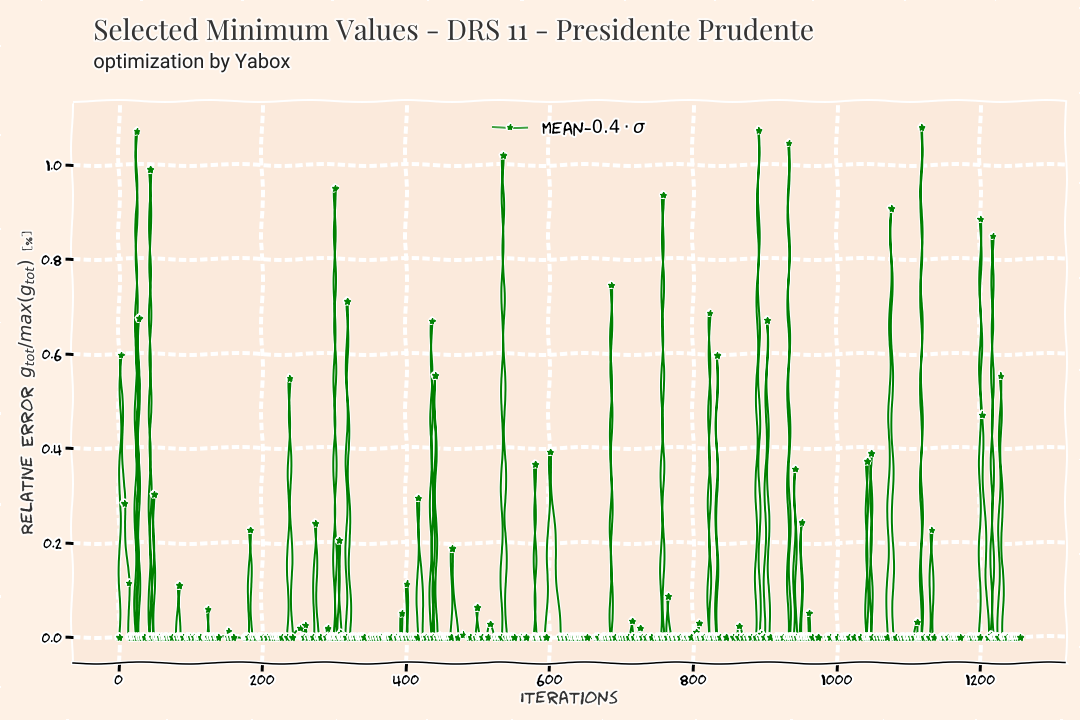 Selected Minimum Values - DRS 11 - Presidente Prudente
optimization by Yabox
MEAN-0.4 · σ
RELATIVE ERROR g_tot/max(g_tot) [%]
1.0
0.8
0.6
0.4
0.2
0.0
0 200 400 600 800 1000 1200
ITERATIONS